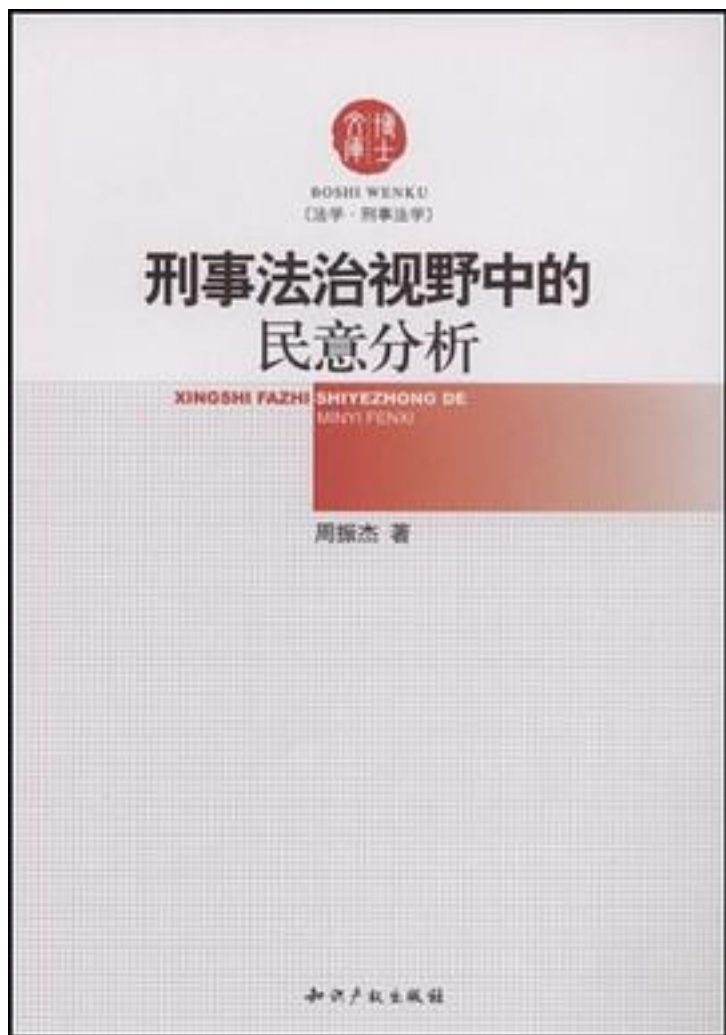 博士
文库
BOSHI WENKU
(法学·刑事法学)
刑事法治视野中的
民意分析
XINGSHI FAZHI SHIYEZHONG DE
MINYI FENXI
周振杰 著
知识产权出版社